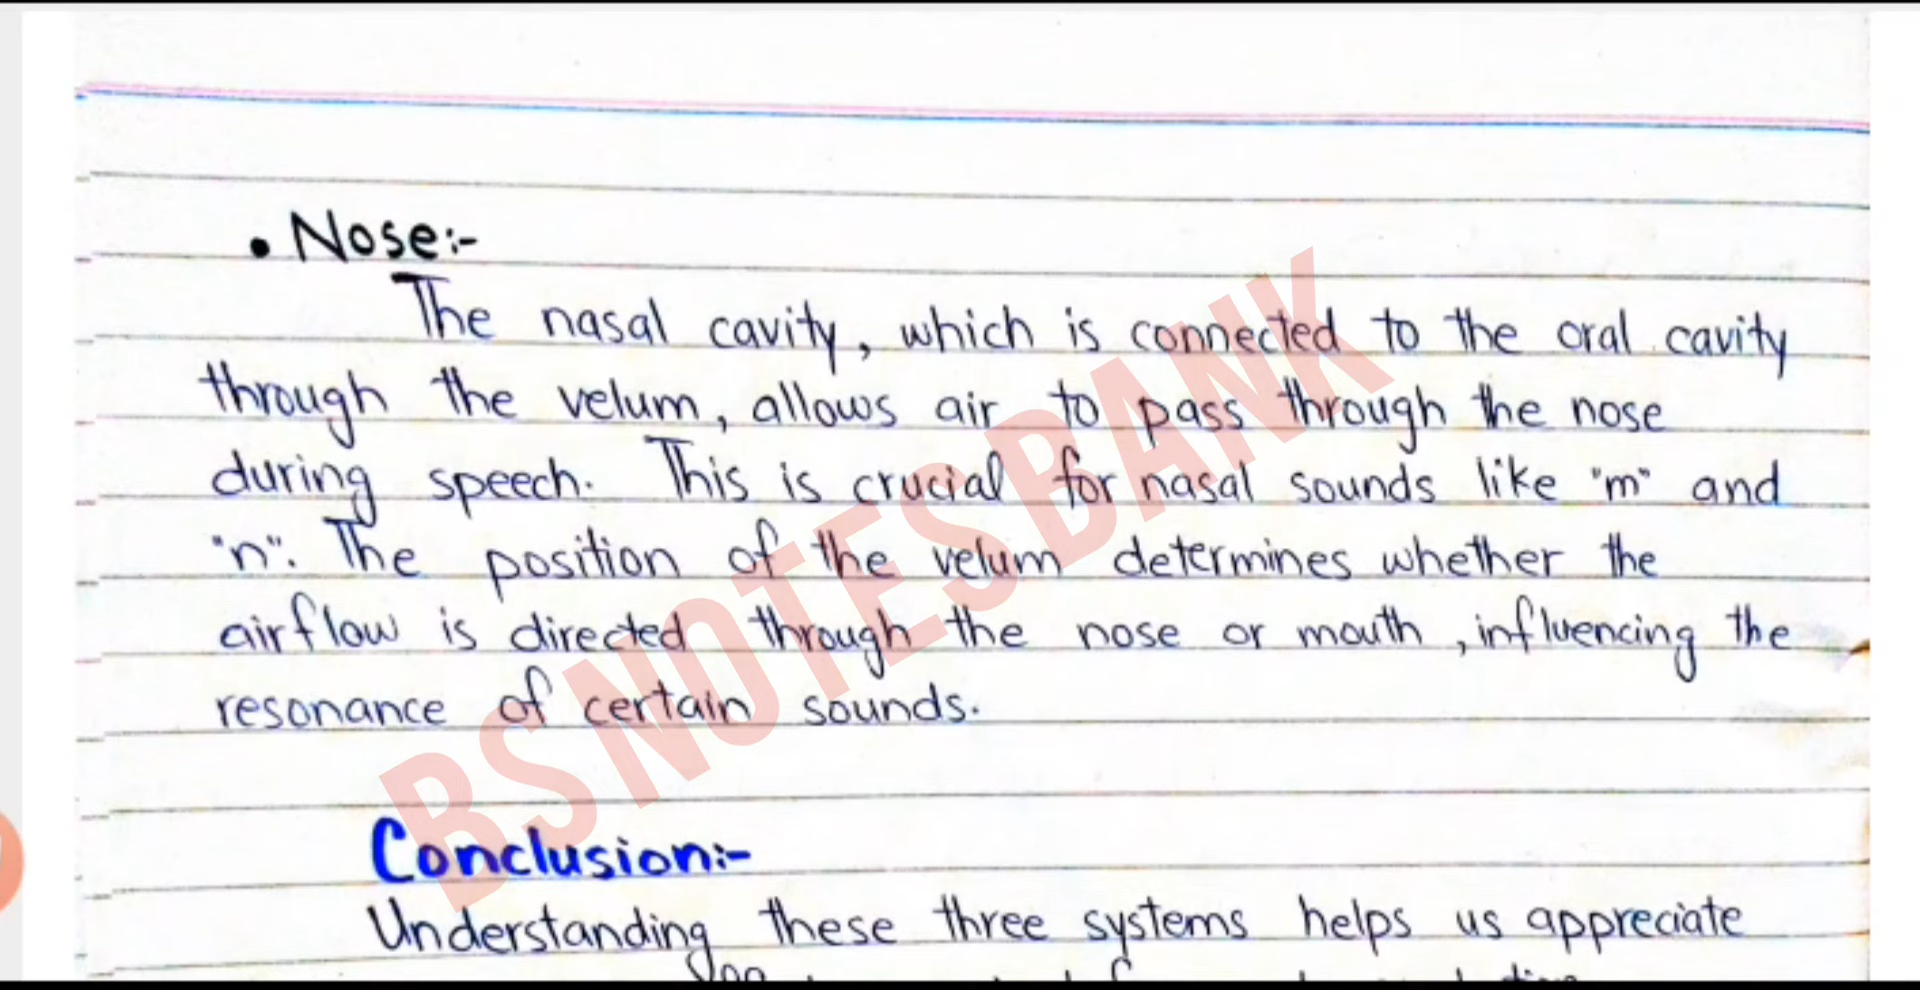 • Nose:-
The nasal cavity, which is connected to the oral cavity
through the velum, allows air to pass through the nose
during speech. This is crucial for nasal sounds like "m" and
"n". The position of the velum determines whether the
airflow is directed through the nose or mouth, influencing the
resonance of certain sounds.
Conclusion:-
Understanding these three systems helps us appreciate
BSNOTESBANK